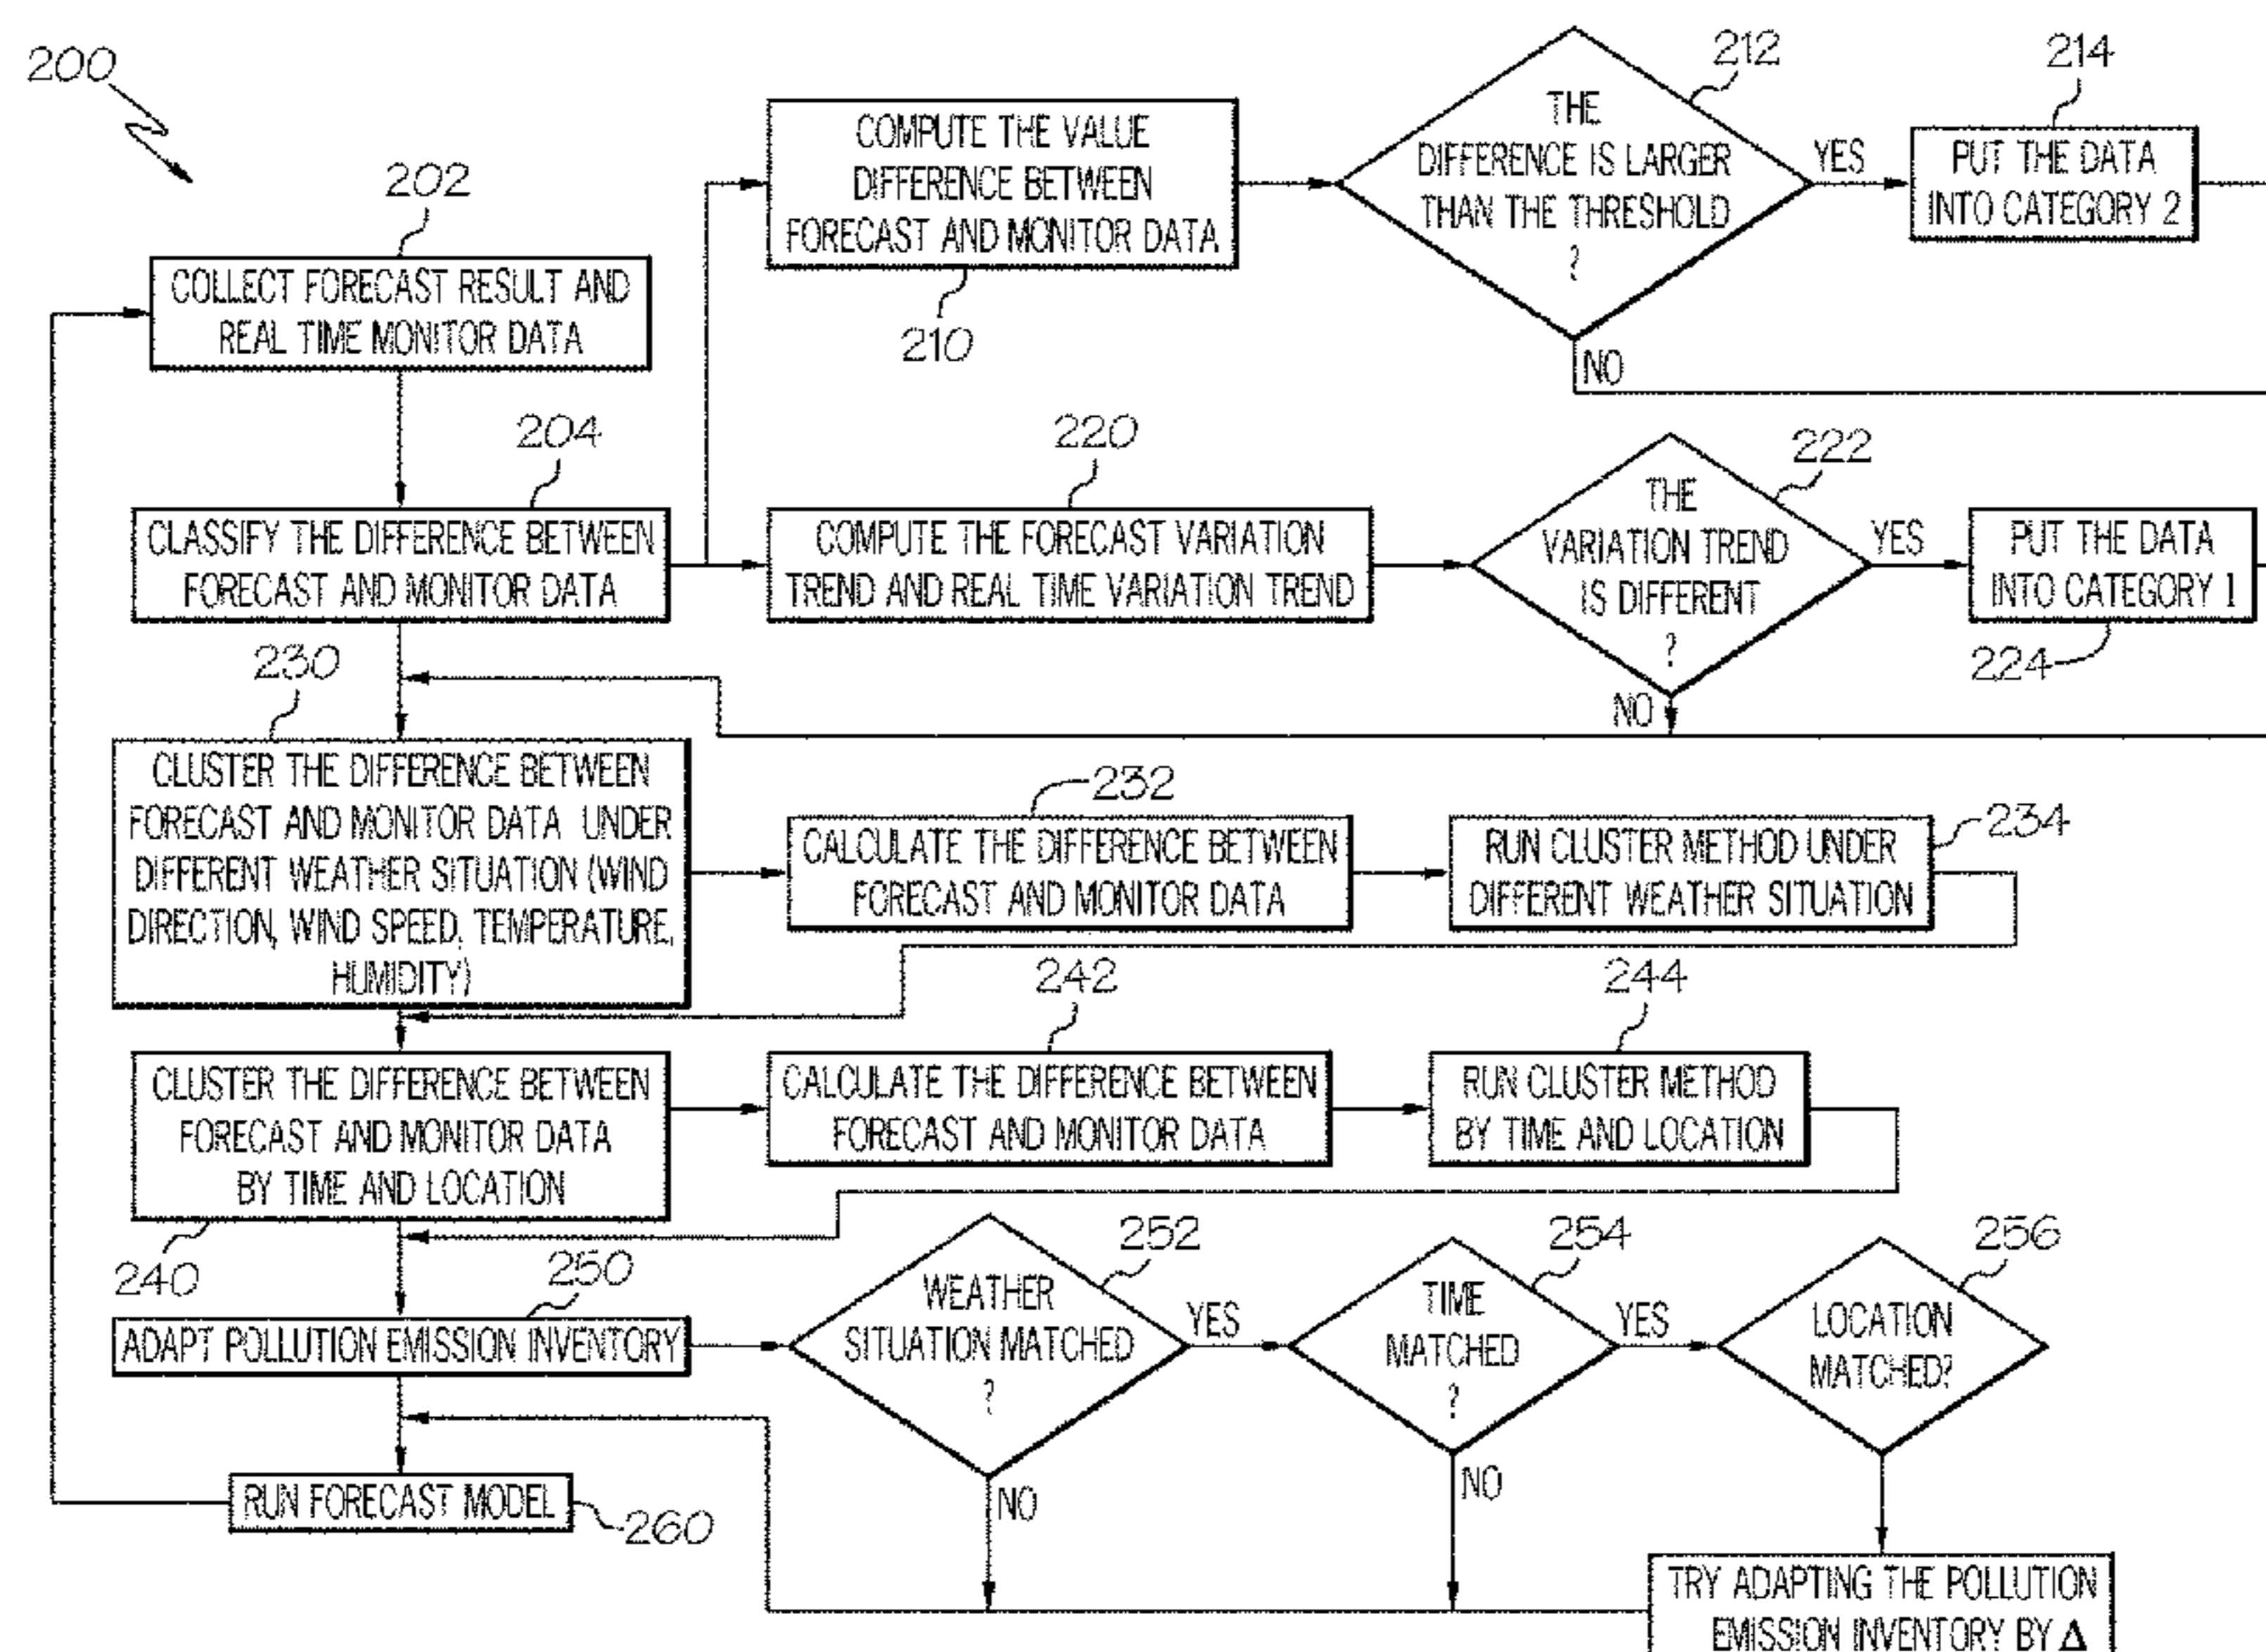 200
202
COLLECT FORECAST RESULT AND
REAL TIME MONITOR DATA
204
CLASSIFY THE DIFFERENCE BETWEEN
FORECAST AND MONITOR DATA
COMPUTE THE VALUE
DIFFERENCE BETWEEN
FORECAST AND MONITOR DATA
210
212
THE
DIFFERENCE IS LARGER
THAN THE THRESHOLD
?
YES
NO
214
PUT THE DATA
INTO CATEGORY 2
220
COMPUTE THE FORECAST VARIATION
TREND AND REAL TIME VARIATION TREND
222
THE
VARIATION TREND
IS DIFFERENT
?
YES
NO
PUT THE DATA
INTO CATEGORY 1
224
230
CLUSTER THE DIFFERENCE BETWEEN
FORECAST AND MONITOR DATA UNDER
DIFFERENT WEATHER SITUATION (WIND
DIRECTION, WIND SPEED, TEMPERATURE,
HUMIDITY)
232
CALCULATE THE DIFFERENCE BETWEEN
FORECAST AND MONITOR DATA
234
RUN CLUSTER METHOD UNDER
DIFFERENT WEATHER SITUATION
CLUSTER THE DIFFERENCE BETWEEN
FORECAST AND MONITOR DATA
BY TIME AND LOCATION
240
242
CALCULATE THE DIFFERENCE BETWEEN
FORECAST AND MONITOR DATA
244
RUN CLUSTER METHOD
BY TIME AND LOCATION
250
ADAPT POLLUTION EMISSION INVENTORY
252
WEATHER
SITUATION MATCHED
?
YES
NO
254
TIME
MATCHED
?
YES
NO
256
LOCATION
MATCHED?
RUN FORECAST MODEL
260
TRY ADAPTING THE POLLUTION
EMISSION INVENTORY BY Δ